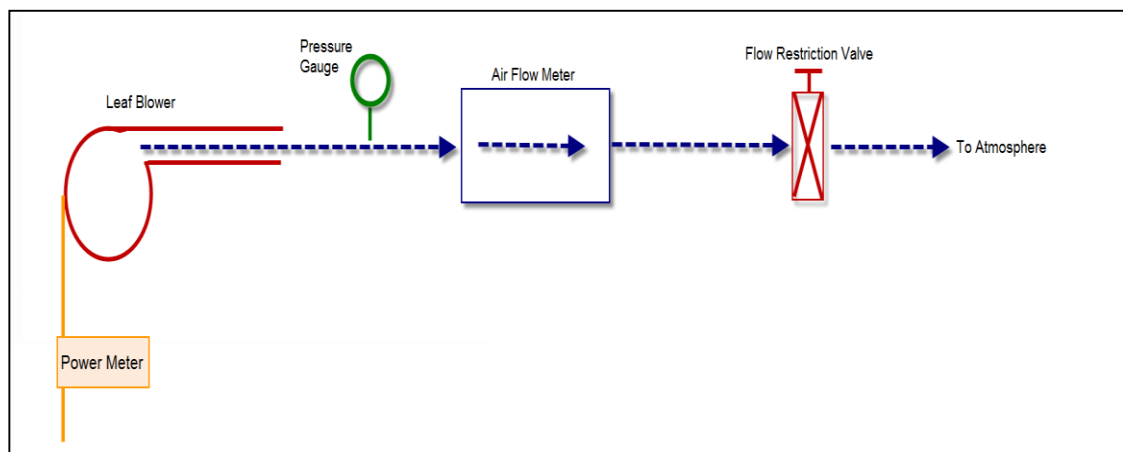 Pressure
Gauge
Flow Restriction Valve
Air Flow Meter
Leaf Blower
To Atmosphere
Power Meter